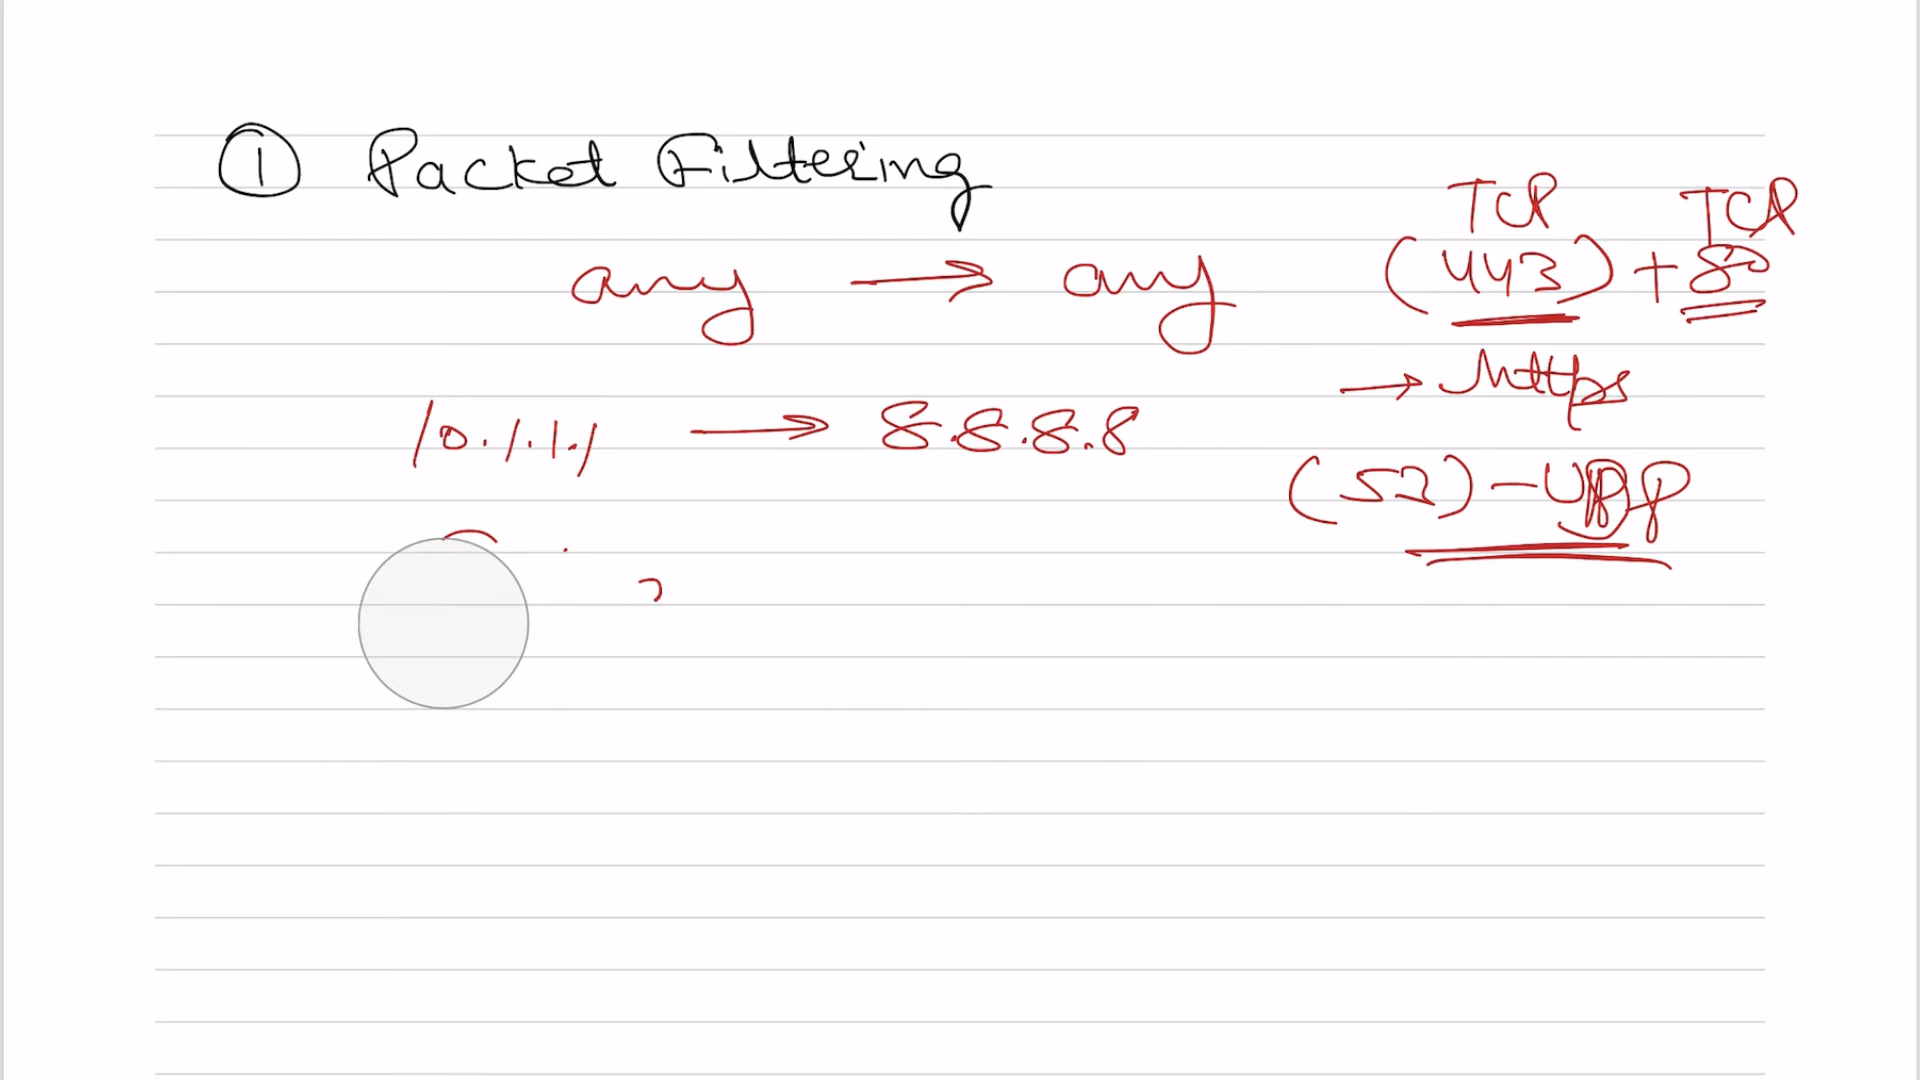 ① Packet Filtering
TCP TCP
any → any (443) + 80
→ https
10.1.1.1 → 8.8.8.8
(52) - UDP